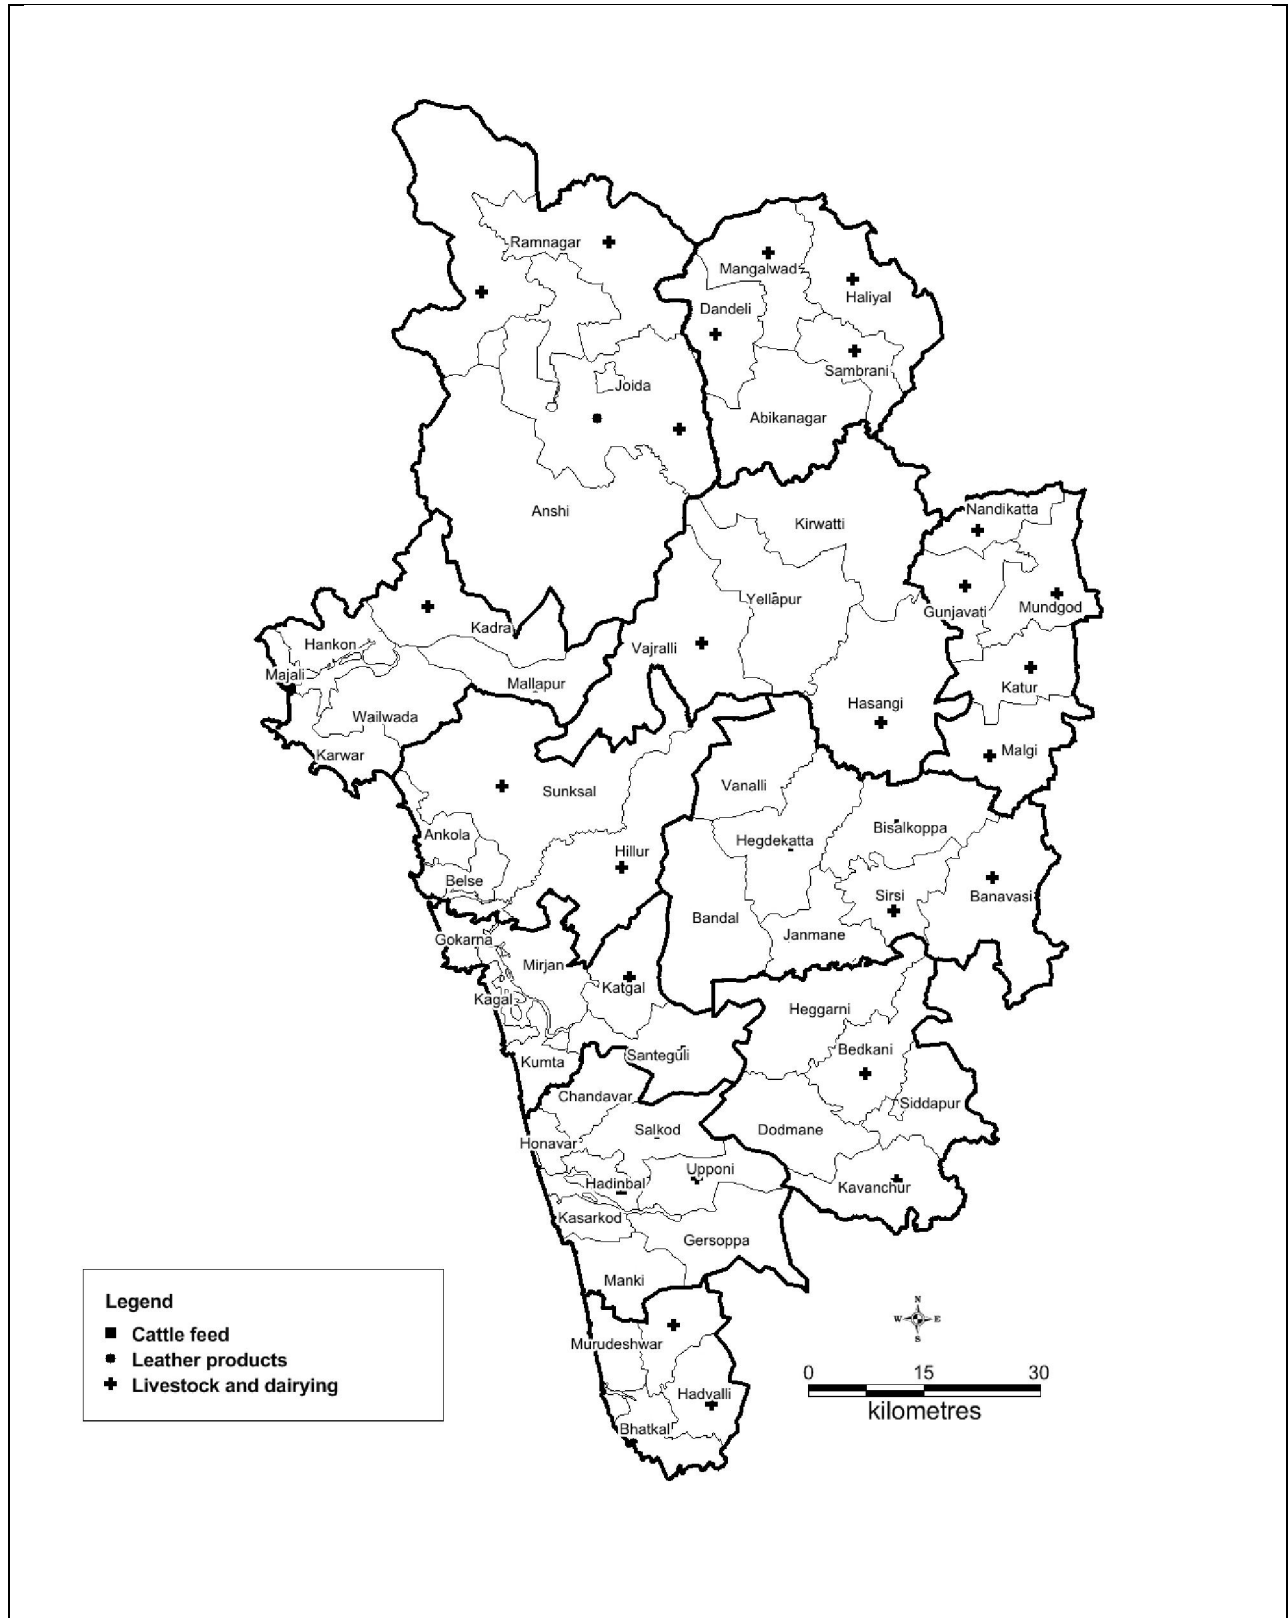 Ramnagar
Mangalwad
Haliyal
Dandeli
Sambrani
Joida
Abikanagar
Anshi
Nandikatta
Kirwatti
Yellapur
Gunjavati
Mundgod
Kadra
Hankon
Vajralli
Majali
Mallapur
Katur
Hasangi
Wailwada
Karwar
Malgi
Sunksal
Vanalli
Bisalkoppa
Ankola
Hegdekatta
Hillur
Belse
Sirsi
Banavasi
Bandal
Janmane
Gokarna
Mirjan
Katgal
Kagal
Heggarni
Bedkani
Santeguli
Kumta
Chandavar
Siddapur
Salkod
Dodmane
Honavar
Upponi
Hadinbal
Kavanchur
Kasarkod
Gersoppa
Manki
Legend
Cattle feed
Leather products
Livestock and dairying
N
W E
S
Murudeshwar
0 15 30
kilometres
Hadvalli
Bhatkal